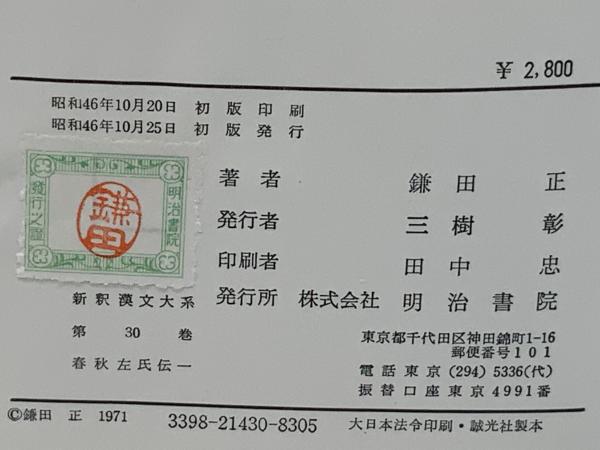 ¥ 2,800
昭和46年10月20日 初版印刷
昭和46年10月25日 初版発行
明治書院
発行之證
鎌田
著者 鎌田 正
発行者 三樹 彰
印刷者 田中 忠
発行所 株式会社 明治書院
新釈漢文大系
第 30 巻
春秋左氏伝一
東京都千代田区神田錦町1-16
郵便番号101
電話東京 (294) 5336(代)
振替口座東京 4991番
©鎌田 正 1971
3398-21430-8305
大日本法令印刷・誠光社製本